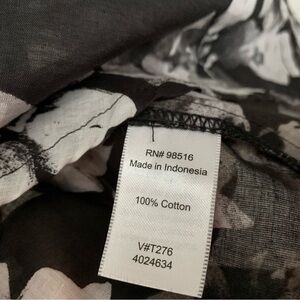 RN# 98516
Made in Indonesia
100% Cotton
V#T276
4024634